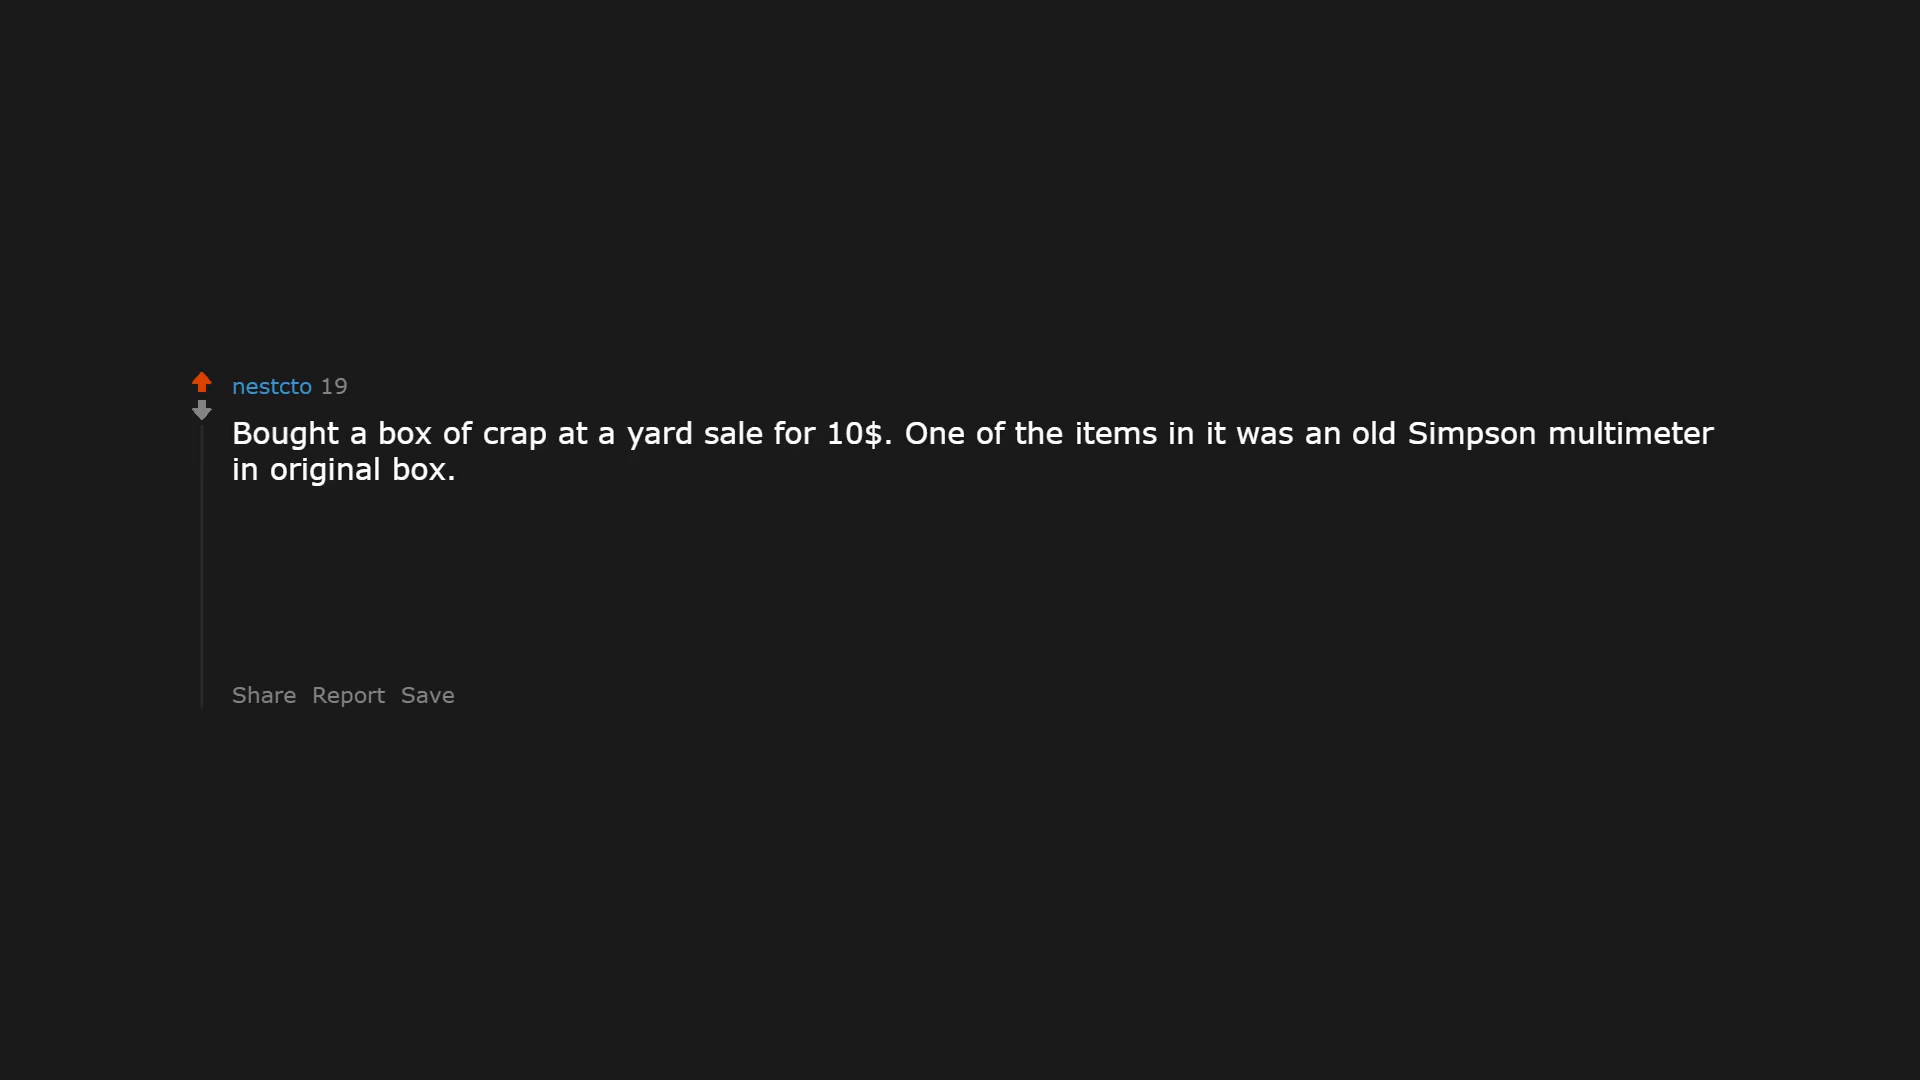 nestcto 19
Bought a box of crap at a yard sale for 10$. One of the items in it was an old Simpson multimeter
in original box.
Share Report Save